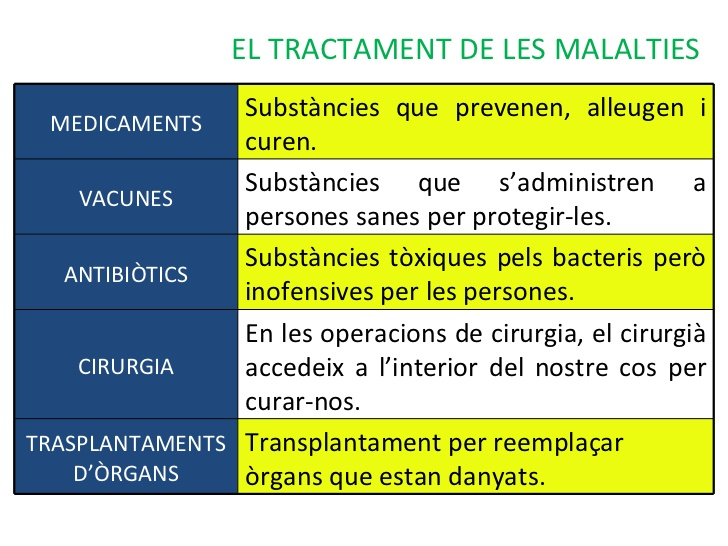 EL TRACTAMENT DE LES MALALTIES
MEDICAMENTS
Substàncies que prevenen, alleugen i
curen.
VACUNES
Substàncies que s’administren a
persones sanes per protegir-les.
ANTIBIÒTICS
Substàncies tòxiques pels bacteris però
inofensives per les persones.
CIRURGIA
En les operacions de cirurgia, el cirurgià
accedeix a l’interior del nostre cos per
curar-nos.
TRASPLANTAMENTS
D’ÒRGANS
Transplantament per reemplaçar
òrgans que estan danyats.